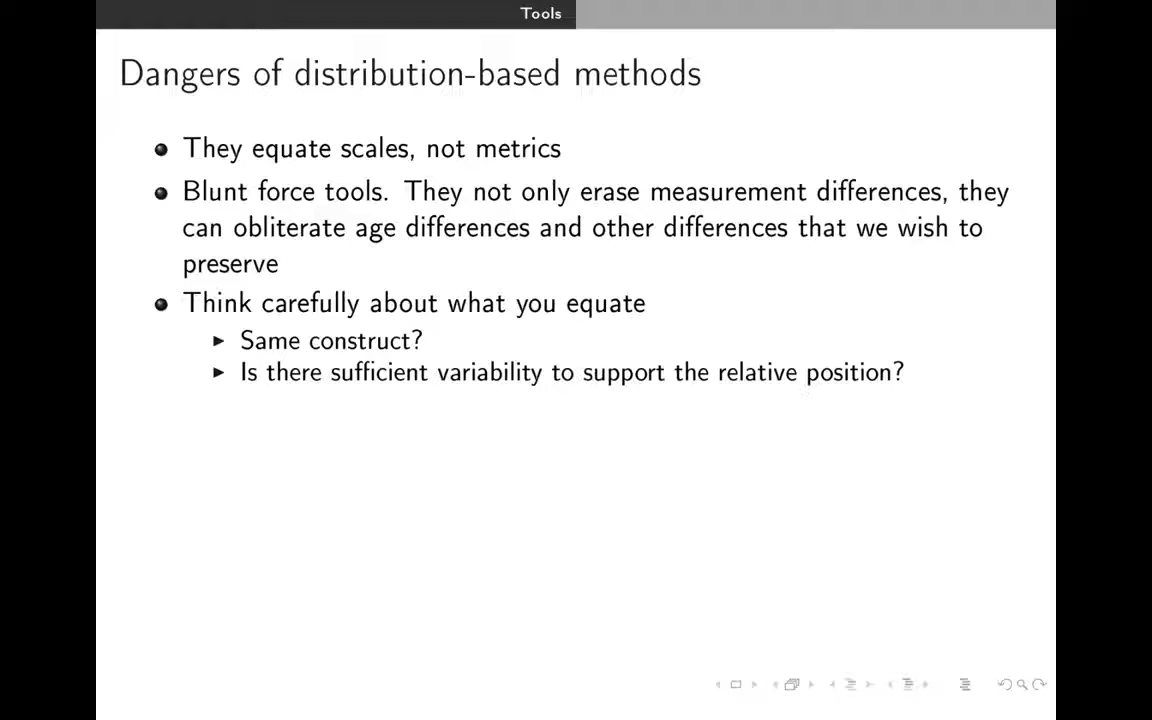 Tools
Dangers of distribution-based methods
They equate scales, not metrics
Blunt force tools. They not only erase measurement differences, they
can obliterate age differences and other differences that we wish to
preserve
Think carefully about what you equate
Same construct?
Is there sufficient variability to support the relative position?